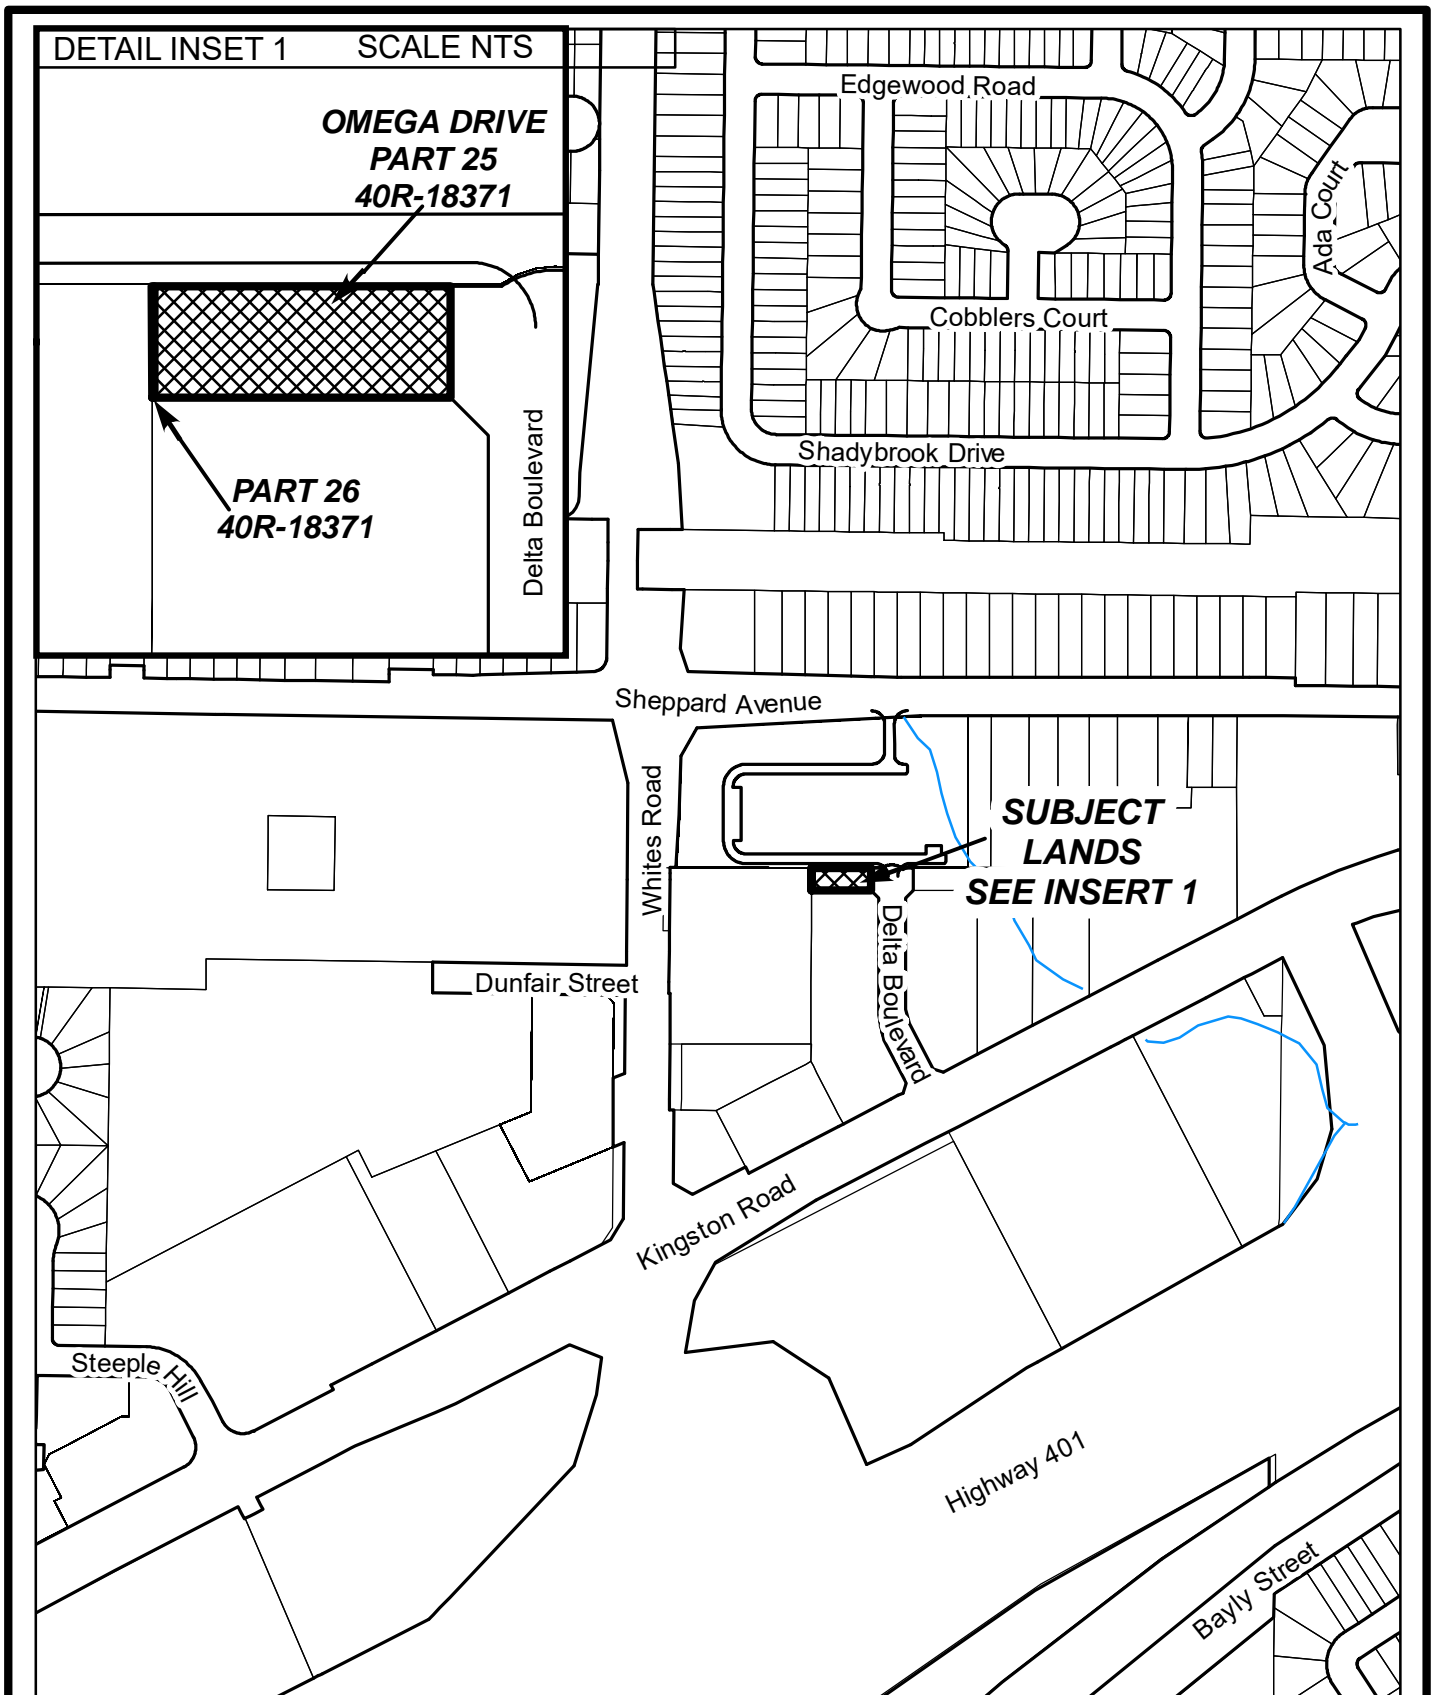 DETAIL INSET 1 SCALE NTS
OMEGA DRIVE
PART 25
40R-18371
PART 26
40R-18371
Delta Boulevard
Edgewood Road
Ada Court
Cobblers Court
Shadybrook Drive
Sheppard Avenue
Whites Road
SUBJECT
LANDS
SEE INSERT 1
Delta Boulevard
Dunfair Street
Kingston Road
Steeple Hill
Highway 401
Bayly Street